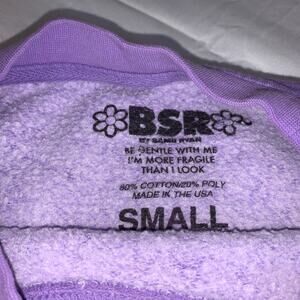 BSR
BY SAMII RYAN
BE GENTLE WITH ME
I'M MORE FRAGILE
THAN I LOOK
80% COTTON/20% POLY
MADE IN THE USA
SMALL